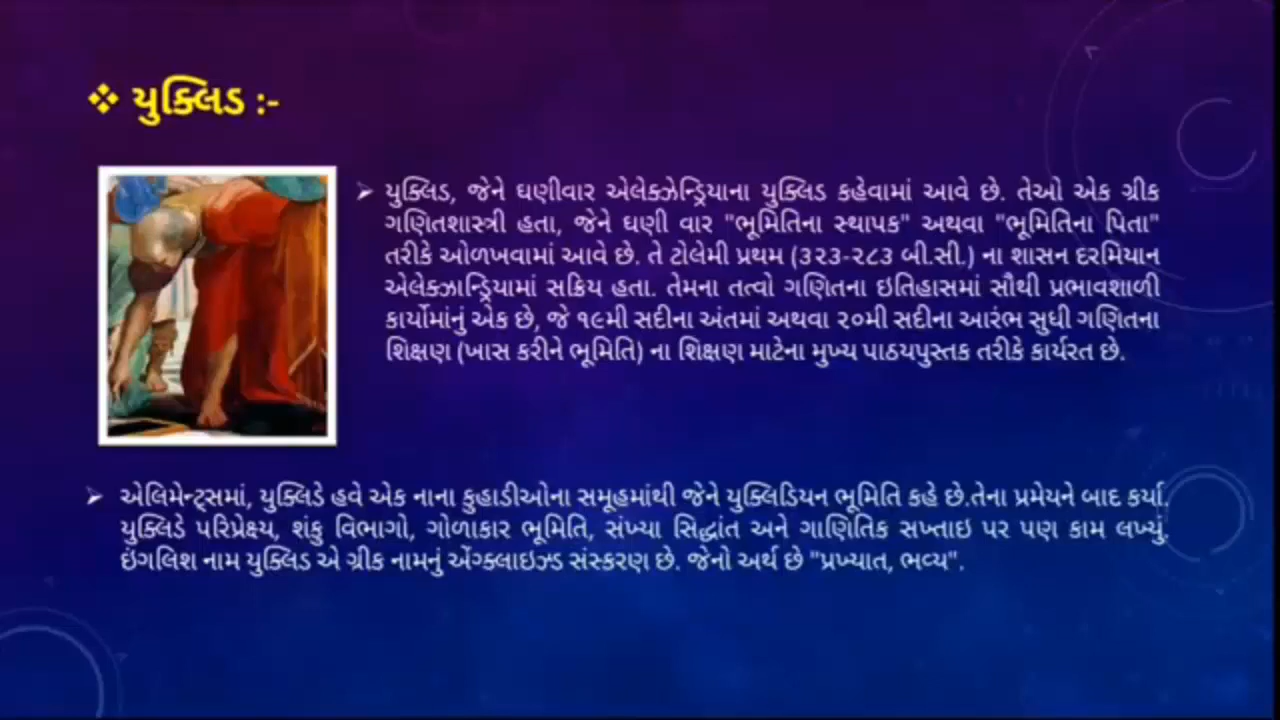 ❖ યુક્લિડ :-
➢ યુક્લિડ, જેને ઘણીવાર એલેક્ઝેન્ડ્રિયાના યુક્લિડ કહેવામાં આવે છે. તેઓ એક ગ્રીક
ગણિતશાસ્ત્રી હતા, જેને ઘણી વાર "ભૂમિતિના સ્થાપક" અથવા "ભૂમિતિના પિતા"
તરીકે ઓળખવામાં આવે છે. તે ટોલેમી પ્રથમ (૩૨૩-૨૮૩ બી.સી.) ના શાસન દરમિયાન
એલેક્ઝાન્ડ્રિયામાં સક્રિય હતા. તેમના તત્વો ગણિતના ઇતિહાસમાં સૌથી પ્રભાવશાળી
કાર્યોમાંનું એક છે, જે ૧૯મી સદીના અંતમાં અથવા ૨૦મી સદીના આરંભ સુધી ગણિતના
શિક્ષણ (ખાસ કરીને ભૂમિતિ) ના શિક્ષણ માટેના મુખ્ય પાઠયપુસ્તક તરીકે કાર્યરત છે.
➢ એલિમેન્ટ્સમાં, યુક્લિડે હવે એક નાના કુહાડીઓના સમૂહમાંથી જેને યુક્લિડિયન ભૂમિતિ કહે છે.તેના પ્રમેયને બાદ કર્યા.
યુક્લિડે પરિપ્રેક્ષ્ય, શંકુ વિભાગો, ગોળાકાર ભૂમિતિ, સંખ્યા સિદ્ધાંત અને ગાણિતિક સખ્તાઇ પર પણ કામ લખ્યું.
ઇંગલિશ નામ યુક્લિડ એ ગ્રીક નામનું ઍંગ્ક્લાઇઝ્ડ સંસ્કરણ છે. જેનો અર્થ છે "પ્રખ્યાત, ભવ્ય".